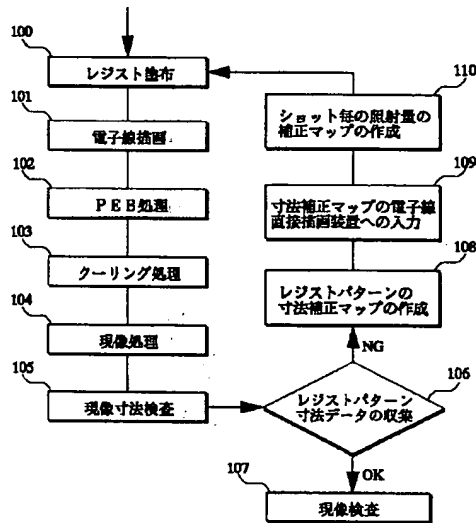 100
レジスト塗布
101
電子線描画
102
PEB処理
103
クーリング処理
104
現像処理
105
現像寸法検査
110
ショット毎の照射量の
補正マップの作成
109
寸法補正マップの電子線
直接描画装置への入力
108
レジストパターンの
寸法補正マップの作成
NG
106
レジストパターン
寸法データの収集
OK
107
現像検査